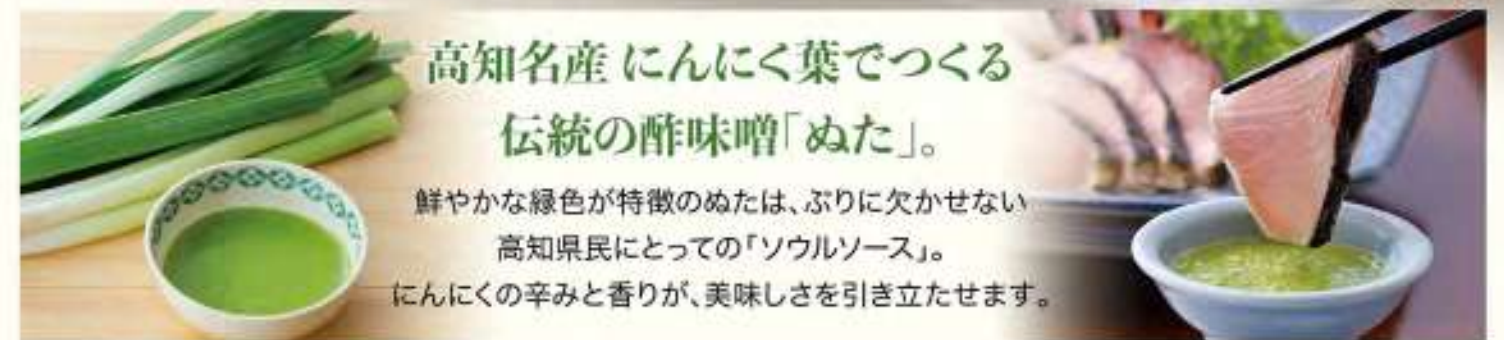 高知名産 にんにく葉でつくる
伝統の酢味噌「ぬた」。
鮮やかな緑色が特徴のぬたは、ぶりに欠かせない
高知県民にとっての「ソウルソース」。
にんにくの辛みと香りが、美味しさを引き立たせます。